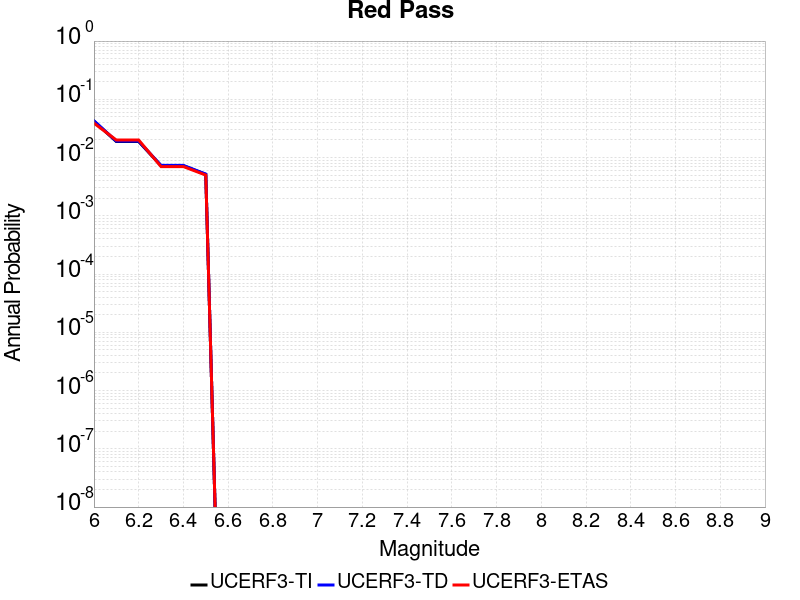 Red Pass
10^0
10^-1
10^-2
10^-3
10^-4
10^-5
10^-6
10^-7
10^-8
Annual Probability
6 6.2 6.4 6.6 6.8 7 7.2 7.4 7.6 7.8 8 8.2 8.4 8.6 8.8 9
Magnitude
UCERF3-TI UCERF3-TD UCERF3-ETAS